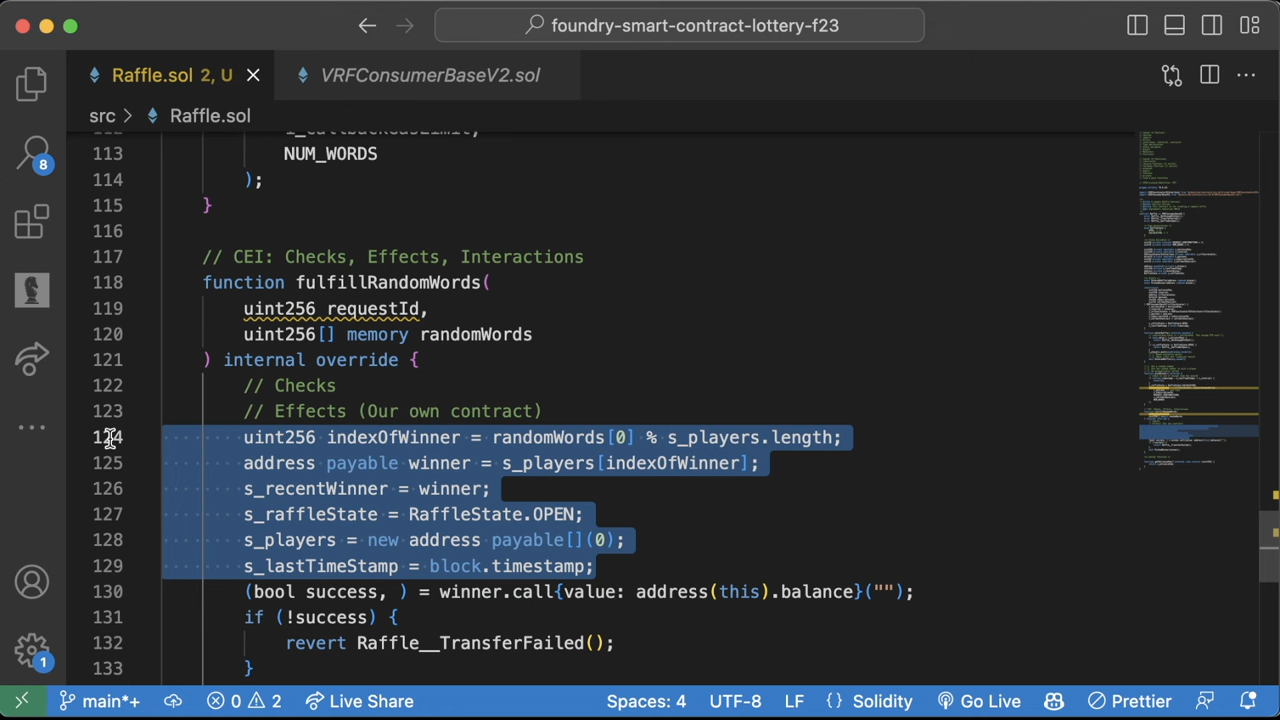 foundry-smart-contract-lottery-f23
Raffle.sol 2, U
VRFConsumerBaseV2.sol
src > Raffle.sol
8
1
113 NUM_WORDS
114 );
115 }
116
117 // CEI: Checks, Effects, Interactions
118 function fulfillRandomWords(
119 uint256 requestId,
120 uint256[] memory randomWords
121 ) internal override {
122 // Checks
123 // Effects (Our own contract)
124 uint256 indexOfWinner = randomWords[0] % s_players.length;
125 address payable winner = s_players[indexOfWinner];
126 s_recentWinner = winner;
127 s_raffleState = RaffleState.OPEN;
128 s_players = new address payable[](0);
129 s_lastTimeStamp = block.timestamp;
130 (bool success, ) = winner.call{value: address(this).balance}("");
131 if (!success) {
132 revert Raffle__TransferFailed();
133 }
main*+ 0 2 Live Share Spaces: 4 UTF-8 LF {} Solidity Go Live Prettier